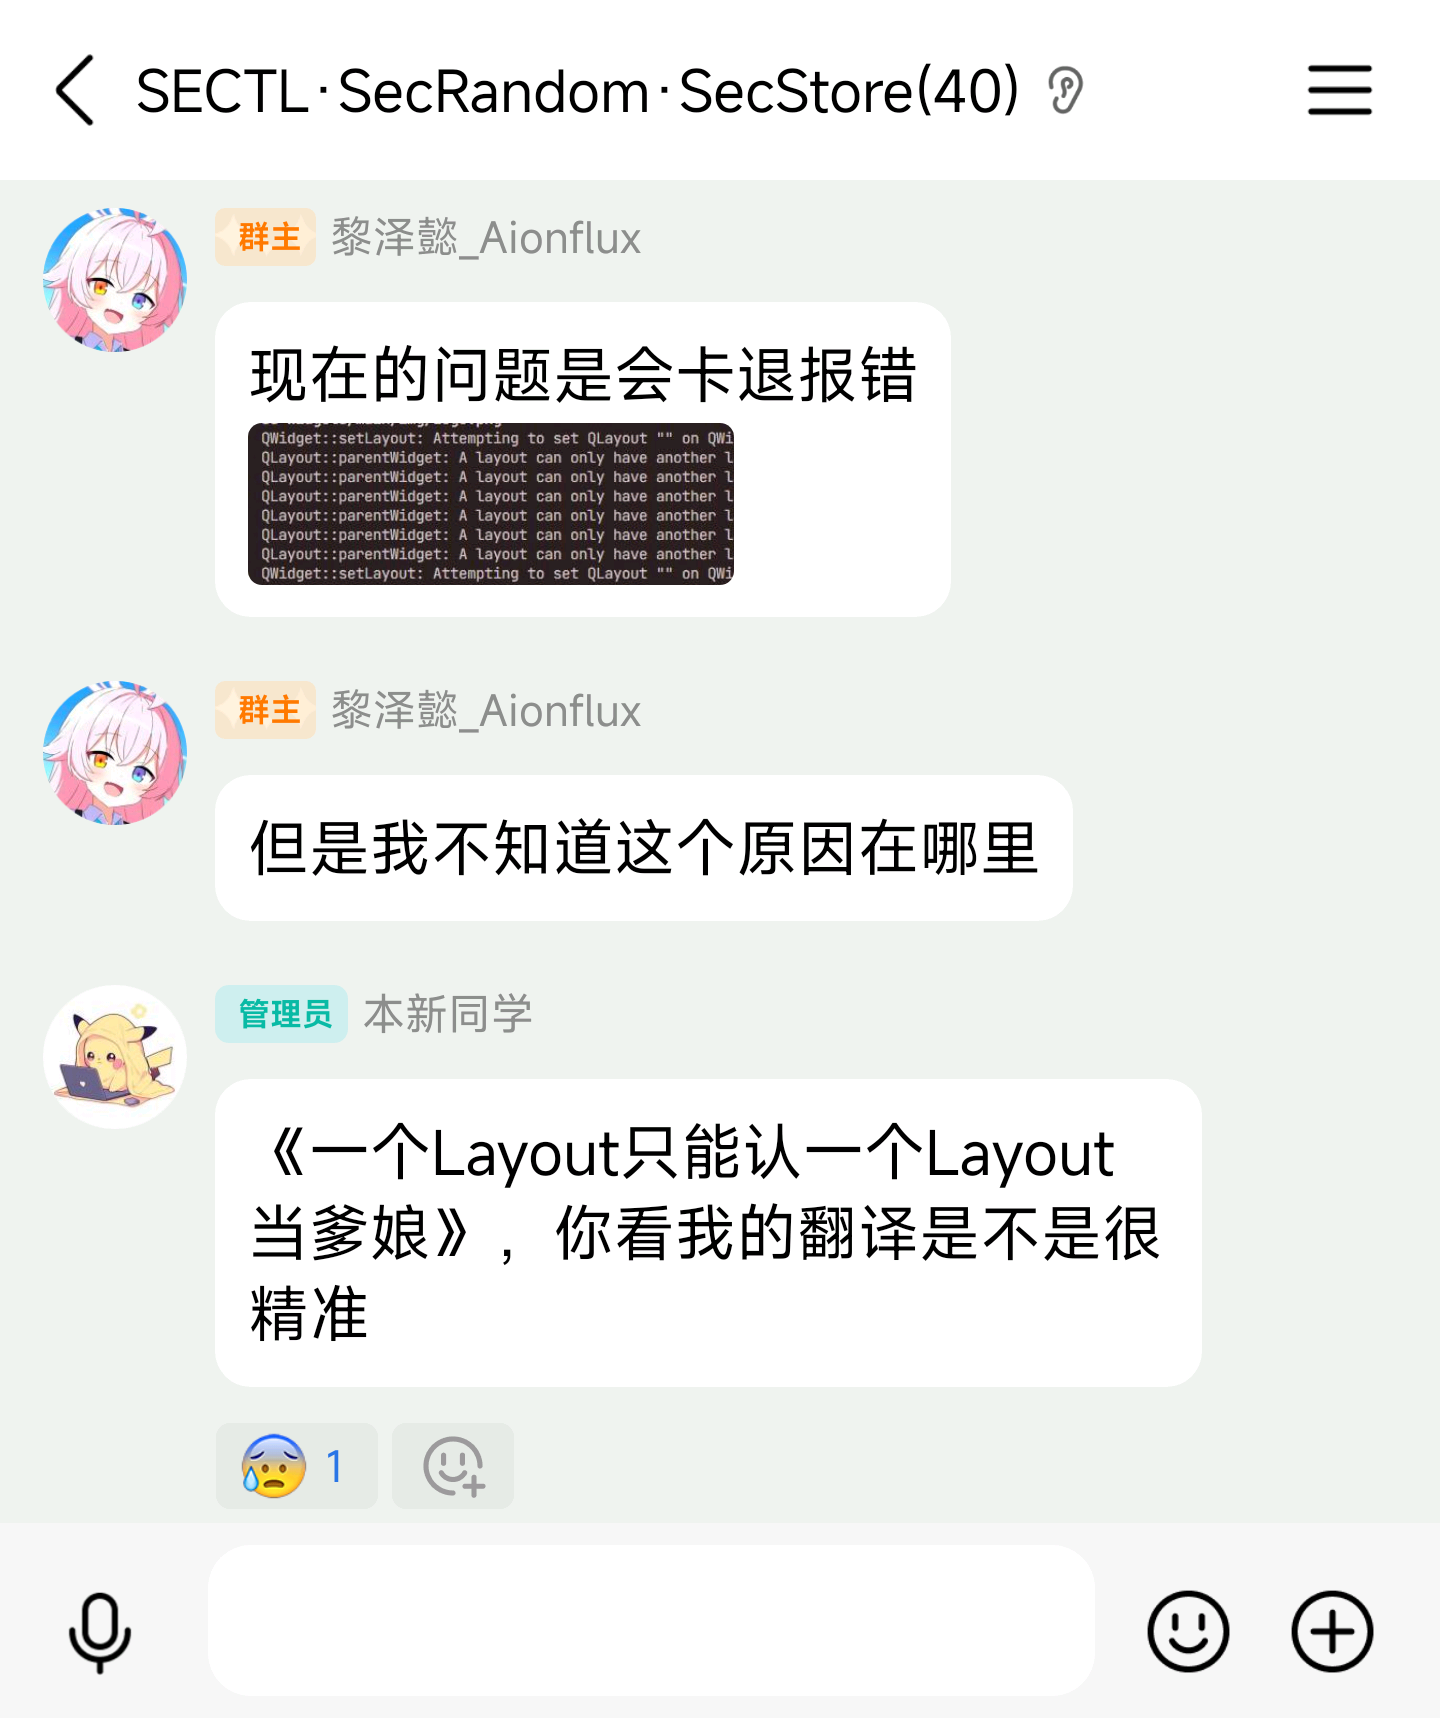 SECTL·SecRandom·SecStore(40)
群主 黎泽懿_Aionflux
现在的问题是会卡退报错
QWidget::setLayout: Attempting to set QLayout "" on QWi
QLayout::parentWidget: A layout can only have another l
QLayout::parentWidget: A layout can only have another l
QLayout::parentWidget: A layout can only have another l
QLayout::parentWidget: A layout can only have another l
QLayout::parentWidget: A layout can only have another l
QLayout::parentWidget: A layout can only have another l
QWidget::setLayout: Attempting to set QLayout "" on QWi
群主 黎泽懿_Aionflux
但是我不知道这个原因在哪里
管理员 本新同学
《一个Layout只能认一个Layout
当爹娘》，你看我的翻译是不是很
精准
1